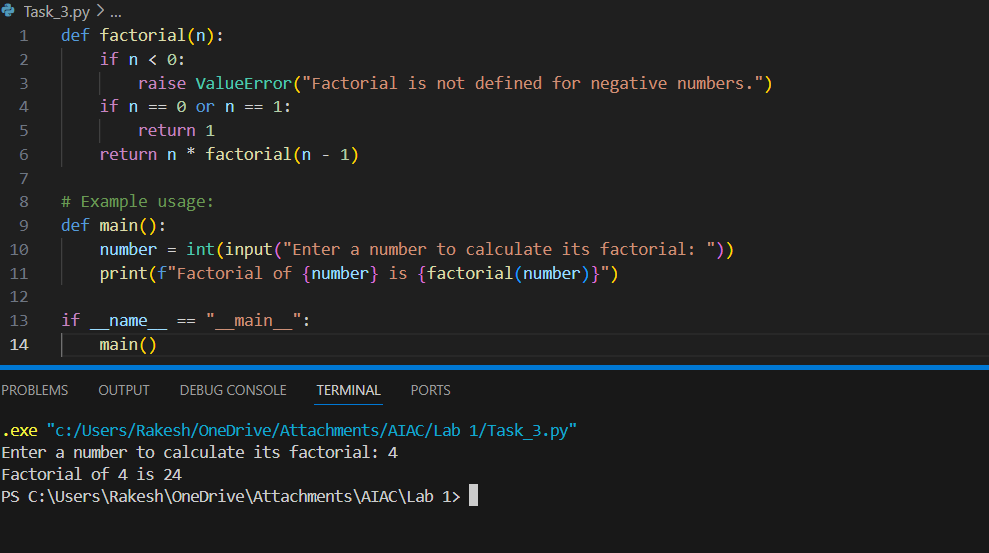 Task_3.py > ...
1 def factorial(n):
2     if n < 0:
3         raise ValueError("Factorial is not defined for negative numbers.")
4     if n == 0 or n == 1:
5         return 1
6     return n * factorial(n - 1)
7
8 # Example usage:
9 def main():
10     number = int(input("Enter a number to calculate its factorial: "))
11     print(f"Factorial of {number} is {factorial(number)}")
12
13 if __name__ == "__main__":
14     main()
PROBLEMS OUTPUT DEBUG CONSOLE TERMINAL PORTS
.exe "c:/Users/Rakesh/OneDrive/Attachments/AIAC/Lab 1/Task_3.py"
Enter a number to calculate its factorial: 4
Factorial of 4 is 24
PS C:\Users\Rakesh\OneDrive\Attachments\AIAC\Lab 1>